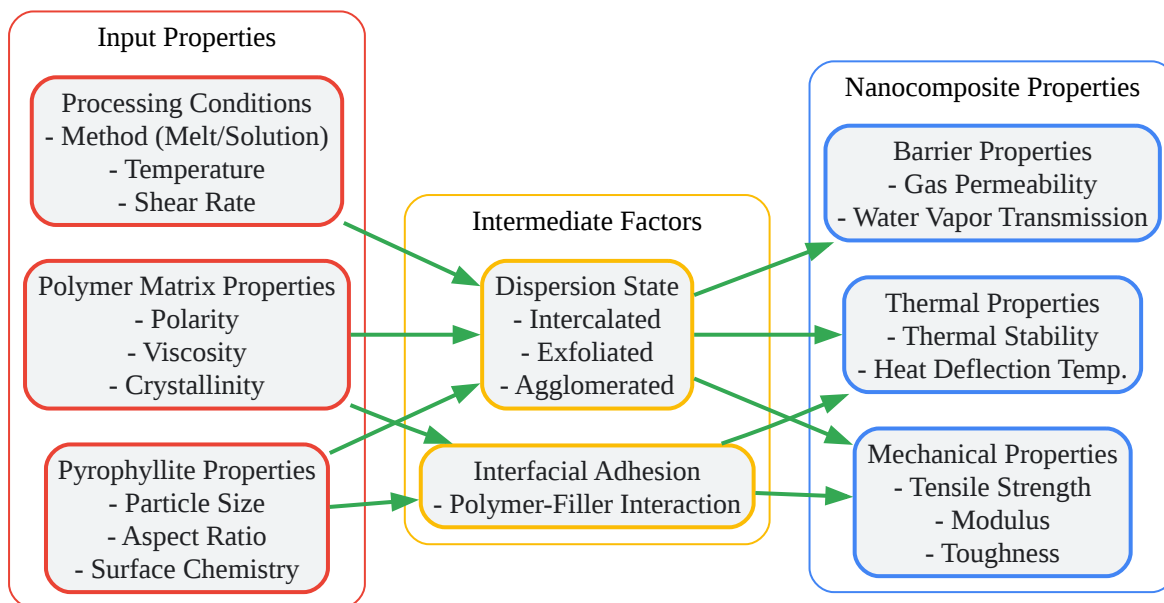 Input Properties
Processing Conditions
- Method (Melt/Solution)
- Temperature
- Shear Rate
Polymer Matrix Properties
- Polarity
- Viscosity
- Crystallinity
Pyrophyllite Properties
- Particle Size
- Aspect Ratio
- Surface Chemistry
Intermediate Factors
Dispersion State
- Intercalated
- Exfoliated
- Agglomerated
Interfacial Adhesion
- Polymer-Filler Interaction
Nanocomposite Properties
Barrier Properties
- Gas Permeability
- Water Vapor Transmission
Thermal Properties
- Thermal Stability
- Heat Deflection Temp.
Mechanical Properties
- Tensile Strength
- Modulus
- Toughness